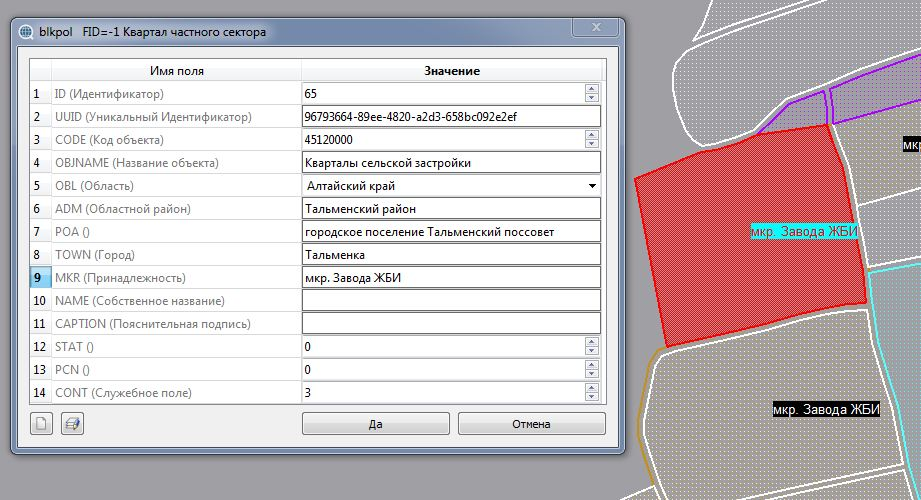 blkpol FID=-1 Квартал частного сектора
Имя поля Значение
1 ID (Идентификатор) 65
2 UUID (Уникальный Идентификатор) 96793664-89ee-4820-a2d3-658bc092e2ef
3 CODE (Код объекта) 45120000
4 OBJNAME (Название объекта) Кварталы сельской застройки
5 OBL (Область) Алтайский край
6 ADM (Областной район) Тальменский район
7 POA () городское поселение Тальменский поссовет
8 TOWN (Город) Тальменка
9 MKR (Принадлежность) мкр. Завода ЖБИ
10 NAME (Собственное название)
11 CAPTION (Пояснительная подпись)
12 STAT () 0
13 PCN () 0
14 CONT (Служебное поле) 3
Да Отмена
мк
мкр. Завода ЖБИ
мкр. Завода ЖБИ